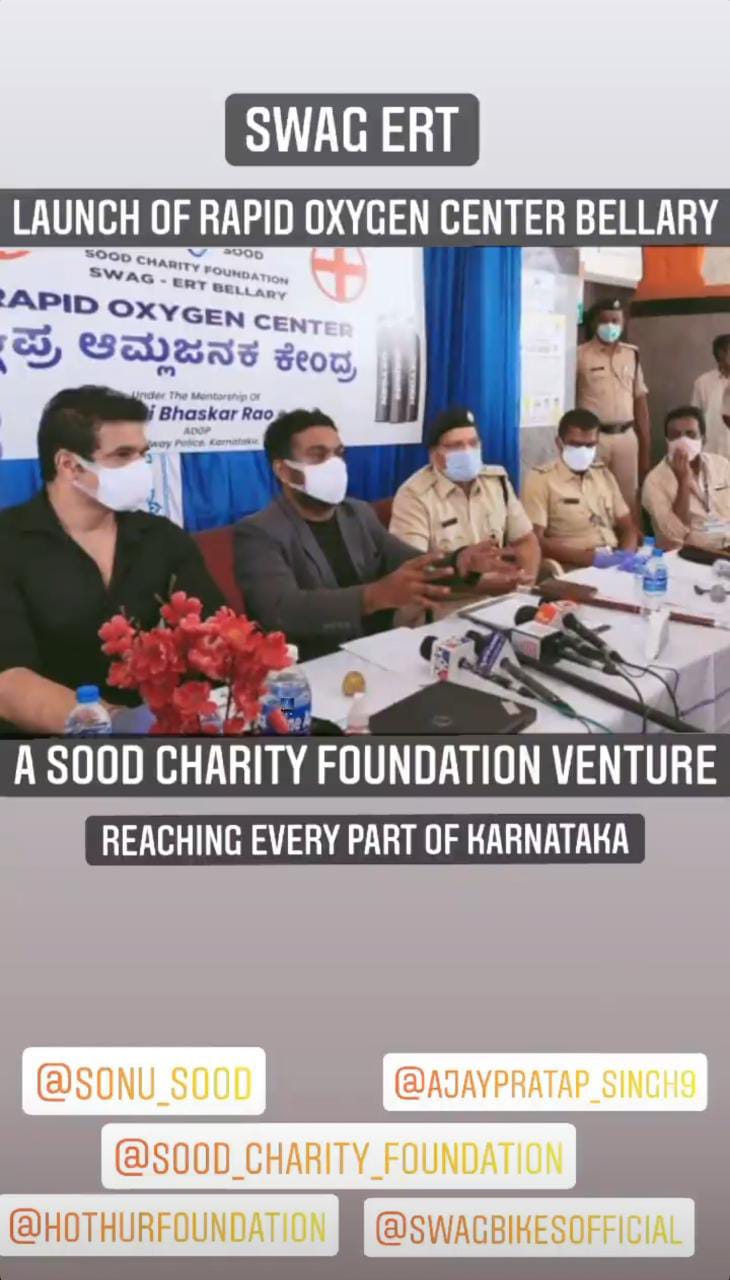 SWAG ERT
LAUNCH OF RAPID OXYGEN CENTER BELLARY
SOOD CHARITY FOUNDATION
SOOD
SWAG - ERT BELLARY
RAPID OXYGEN CENTER
ಆಮ್ಲಜನಕ ಕೇಂದ್ರ
Under The Mentorship Of
Bhaskar Rao
ADGP
Police, Karnataka
A SOOD CHARITY FOUNDATION VENTURE
REACHING EVERY PART OF KARNATAKA
@SONU_SOOD
@AJAYPRATAP_SINGH9
@SOOD_CHARITY_FOUNDATION
@HOTHURFOUNDATION
@SWAGBIKESOFFICIAL